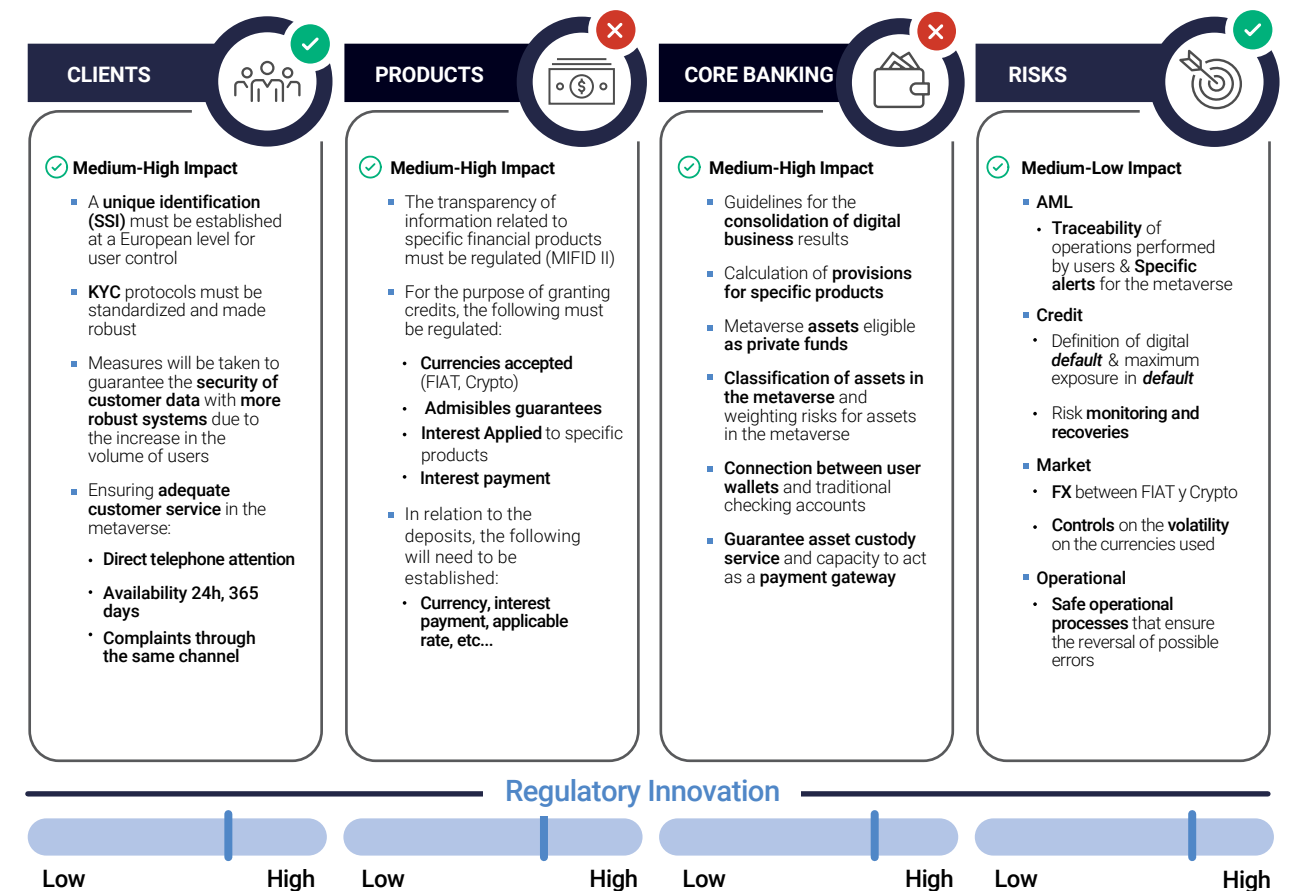 CLIENTS
Medium-High Impact
A unique identification
(SSI) must be established
at a European level for
user control
KYC protocols must be
standardized and made
robust
Measures will be taken to
guarantee the security of
customer data with more
robust systems due to
the increase in the
volume of users
Ensuring adequate
customer service in the
metaverse:
Direct telephone attention
Availability 24h, 365
days
Complaints through
the same channel
PRODUCTS
Medium-High Impact
The transparency of
information related to
specific financial products
must be regulated (MIFID II)
For the purpose of granting
credits, the following must
be regulated:
Currencies accepted
(FIAT, Crypto)
Admisibles guarantees
Interest Applied to specific
products
Interest payment
In relation to the
deposits, the following
will need to be
established:
Currency, interest
payment, applicable
rate, etc...
CORE BANKING
Medium-High Impact
Guidelines for the
consolidation of digital
business results
Calculation of provisions
for specific products
Metaverse assets eligible
as private funds
Classification of assets in
the metaverse and
weighting risks for assets
in the metaverse
Connection between user
wallets and traditional
checking accounts
Guarantee asset custody
service and capacity to act
as a payment gateway
RISKS
Medium-Low Impact
AML
Traceability of
operations performed
by users & Specific
alerts for the metaverse
Credit
Definition of digital
default & maximum
exposure in default
Risk monitoring and
recoveries
Market
FX between FIAT y Crypto
Controls on the volatility
on the currencies used
Operational
Safe operational
processes that ensure
the reversal of possible
errors
Regulatory Innovation
Low High Low High Low High Low High